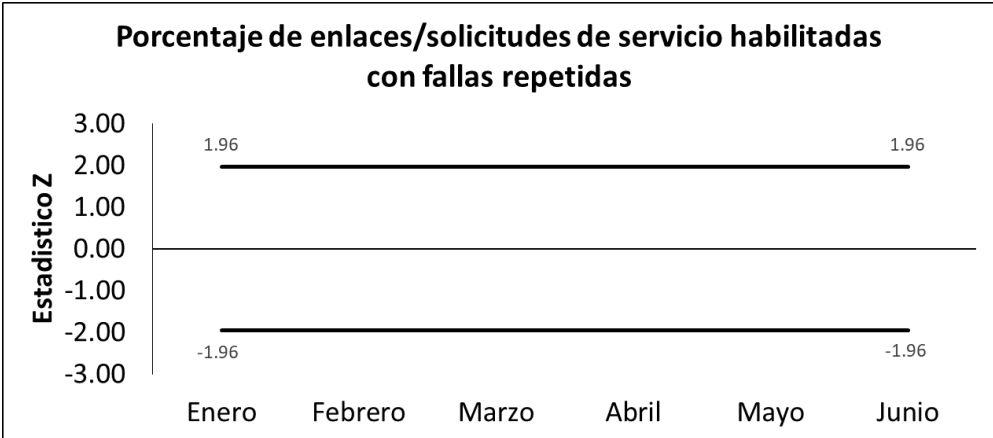 Porcentaje de enlaces/solicitudes de servicio habilitadas
con fallas repetidas
Estadistico Z
3.00
2.00
1.00
0.00
-1.00
-2.00
-3.00
1.96
1.96
-1.96
-1.96
Enero Febrero Marzo Abril Mayo Junio